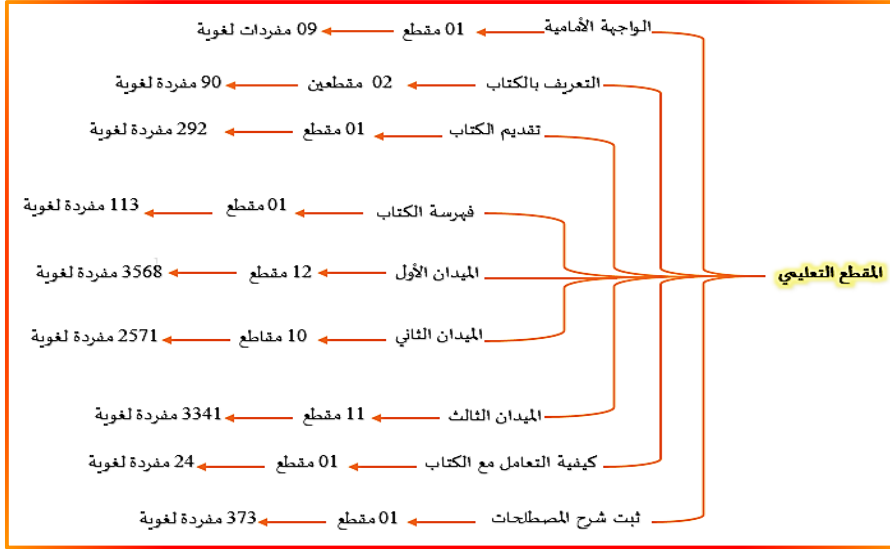 الواجهة الأمامية 01 مقطع 09 مفردات لغوية
التعريف بالكتاب 02 مقطعين 90 مفردة لغوية
تقديم الكتاب 01 مقطع 292 مفردة لغوية
فهرسة الكتاب 01 مقطع 113 مفردة لغوية
المقطع التعليمي
الميدان الأول 12 مقطع 3568 مفردة لغوية
الميدان الثاني 10 مقاطع 2571 مفردة لغوية
الميدان الثالث 11 مقطع 3341 مفردة لغوية
كيفية التعامل مع الكتاب 01 مقطع 24 مفردة لغوية
ثبت شرح المصطلحات 01 مقطع 373 مفردة لغوية